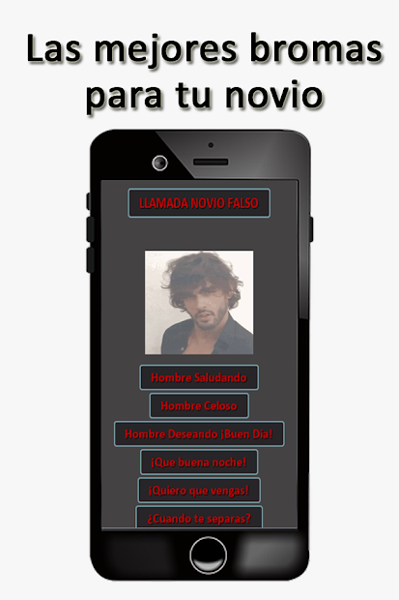 Las mejores bromas
para tu novio
LLAMADA NOVIO FALSO
Hombre Saludando
Hombre Celoso
Hombre Deseando ¡Buen Dia!
¡Que buena noche!
¡Quiero que vengas!
¿Cuando te separas?